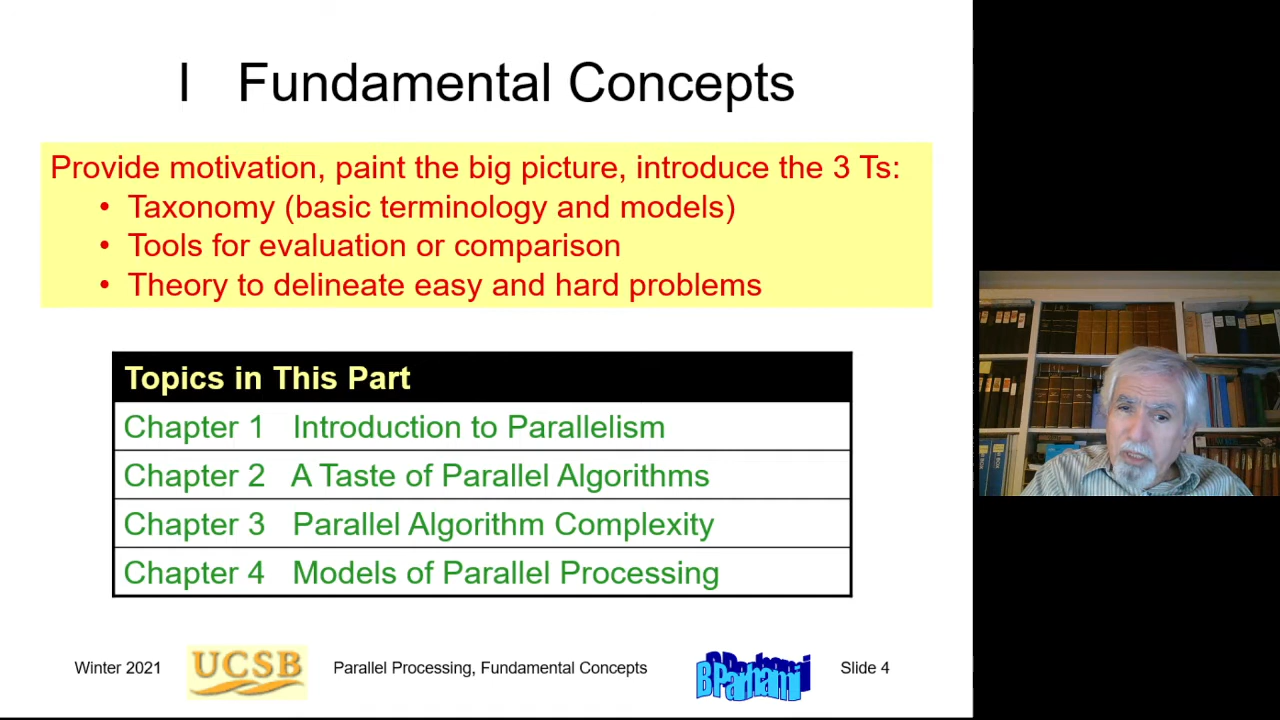 I Fundamental Concepts
Provide motivation, paint the big picture, introduce the 3 Ts:
• Taxonomy (basic terminology and models)
• Tools for evaluation or comparison
• Theory to delineate easy and hard problems
Topics in This Part
Chapter 1 Introduction to Parallelism
Chapter 2 A Taste of Parallel Algorithms
Chapter 3 Parallel Algorithm Complexity
Chapter 4 Models of Parallel Processing
Winter 2021 UCSB Parallel Processing, Fundamental Concepts BParhami Slide 4